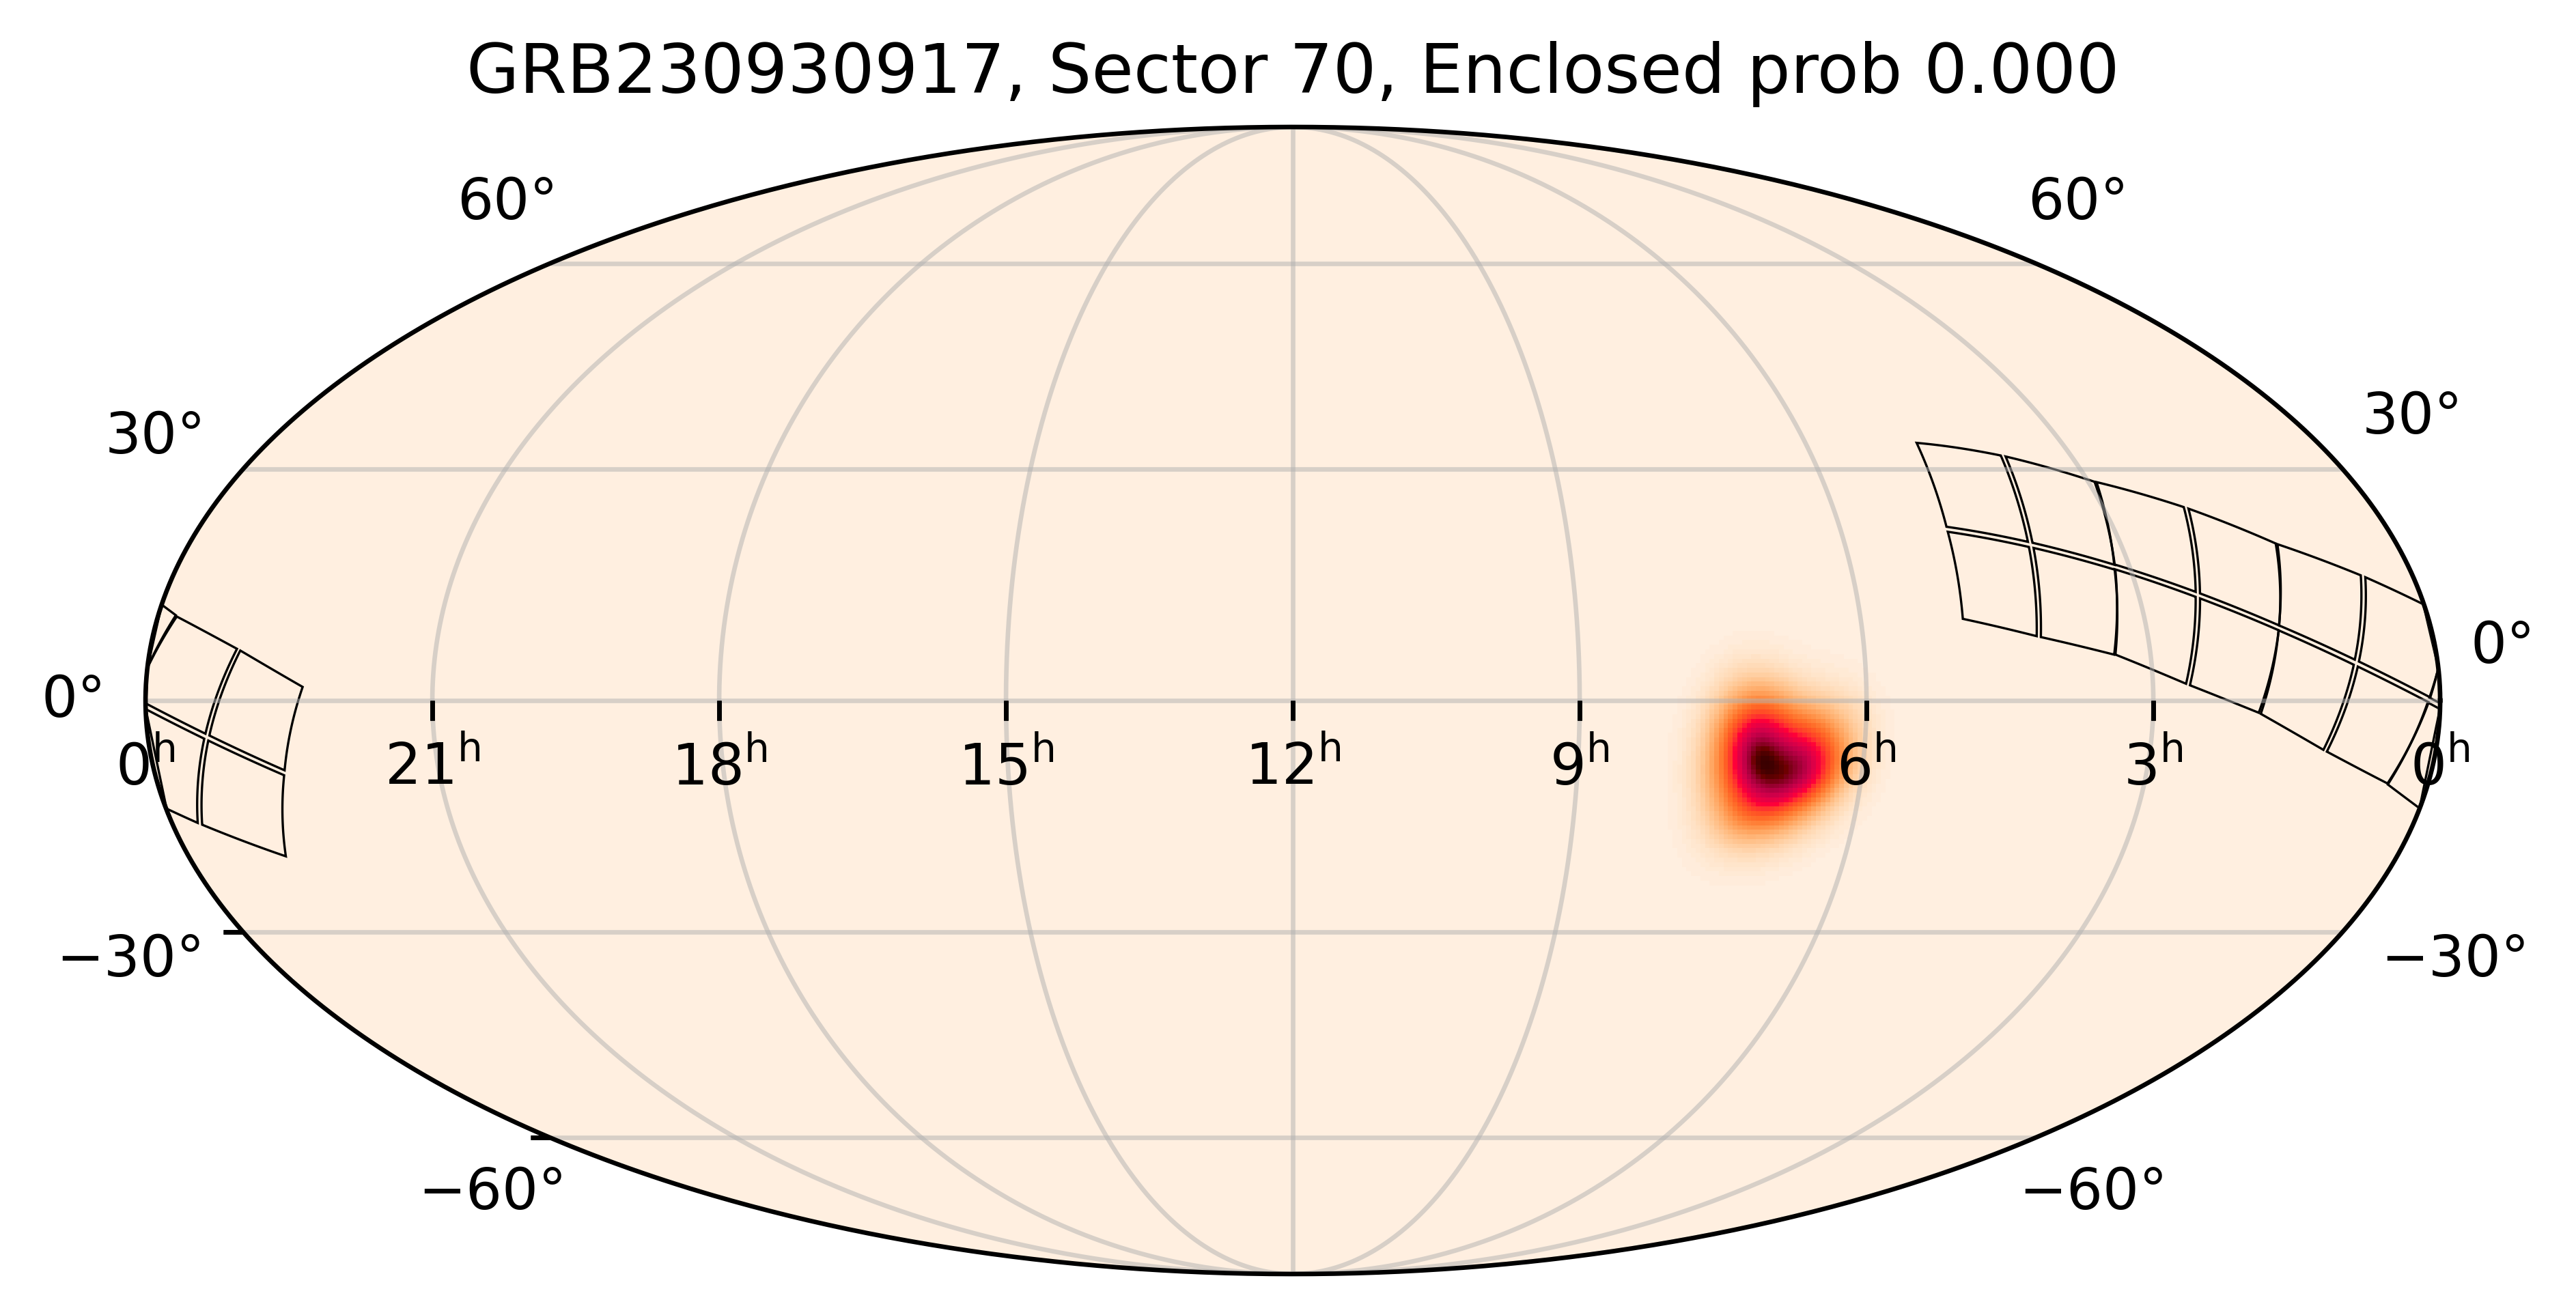 GRB230930917, Sector 70, Enclosed prob 0.000
60° 60°
30° 30°
0° 0°
0h 21h 18h 15h 12h 9h 6h 3h 0h
−30° −30°
−60° −60°